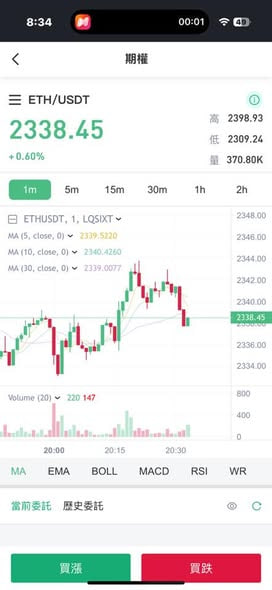 8:34
00:01
49
期權
ETH/USDT
2338.45
+0.60%
高 2398.93
低 2309.24
量 370.80K
1m 5m 15m 30m 1h 2h
ETHUSDT, 1, LQSIXT
MA (5, close, 0) 2339.5220
MA (10, close, 0) 2340.4260
MA (30, close, 0) 2339.0077
2348.00
2346.00
2344.00
2342.00
2340.00
2338.45
2336.00
2334.00
Volume (20) 220 147
800
400
0
20:00 20:15 20:30
MA EMA BOLL MACD RSI WR
當前委託 歷史委託
買漲 買跌